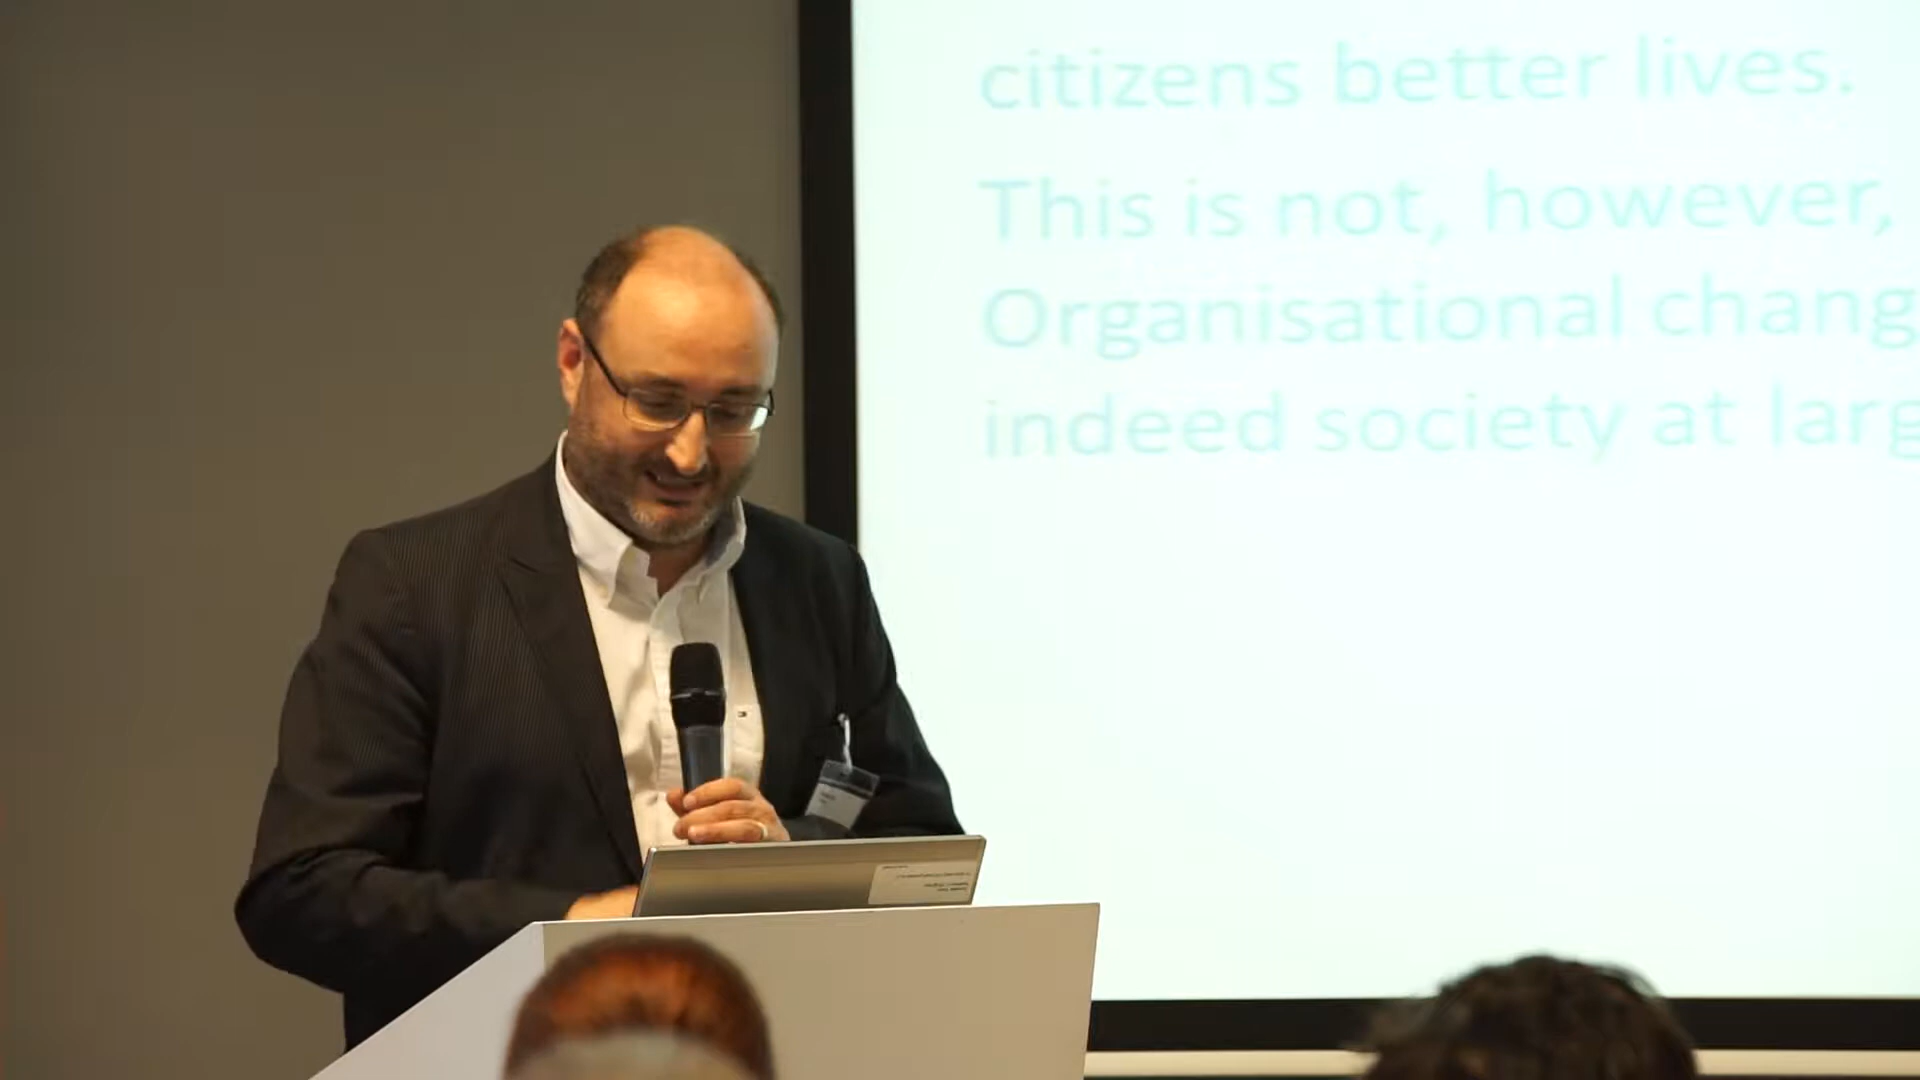 citizens better lives.
This is not, however,
Organisational chang
indeed society at larg